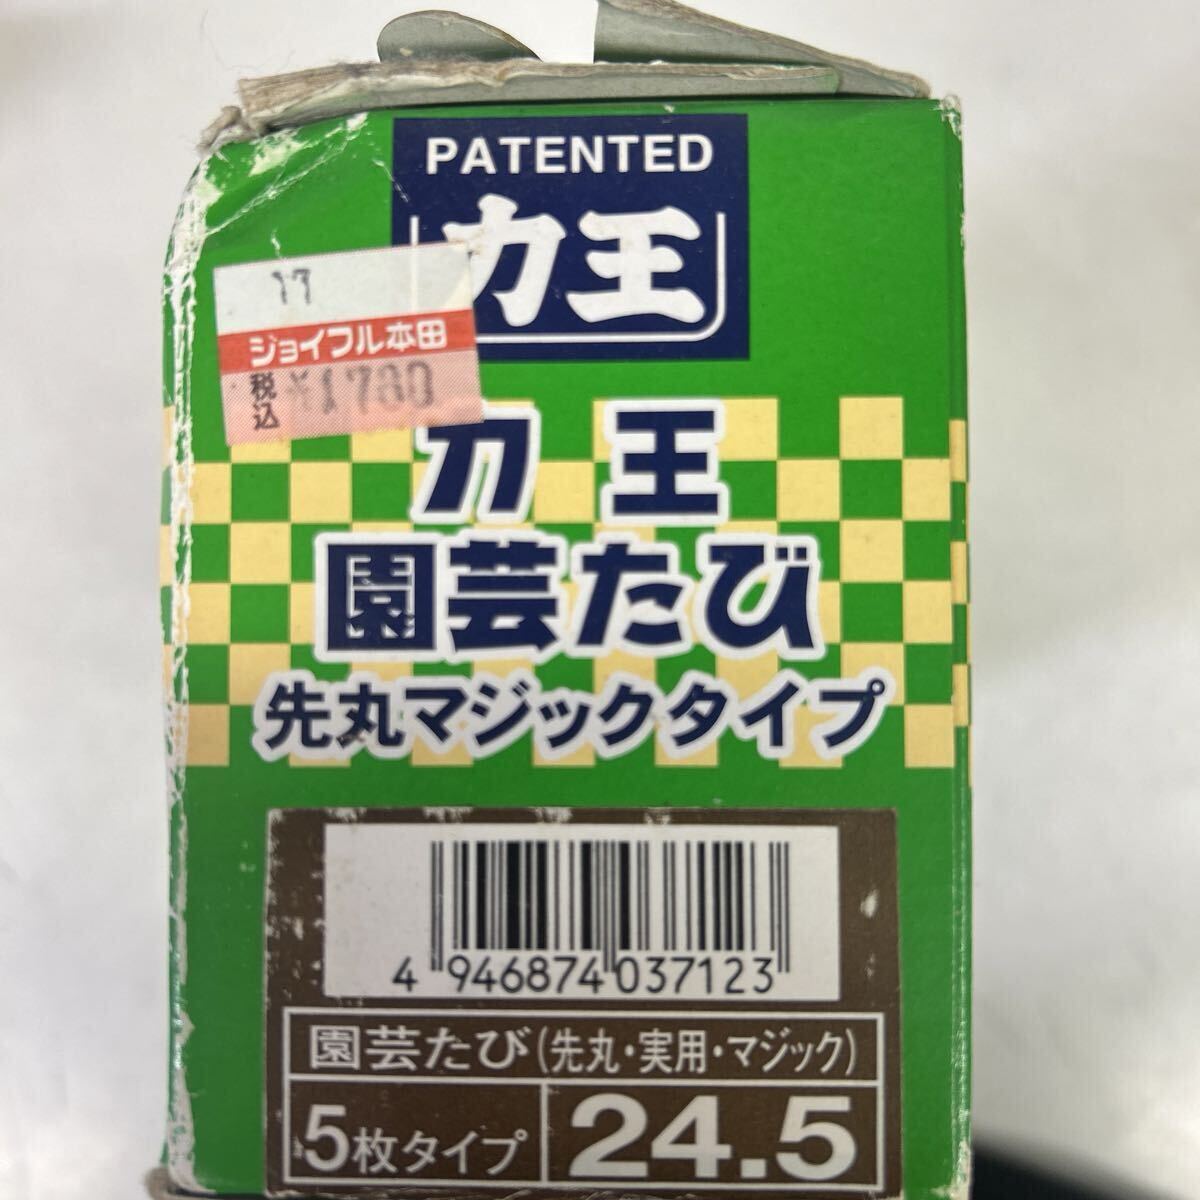 PATENTED
力王
17
ジョイフル本田
税込 ¥1780
力王
園芸たび
先丸マジックタイプ
4 946874 037123
園芸たび(先丸・実用・マジック)
5枚タイプ 24.5